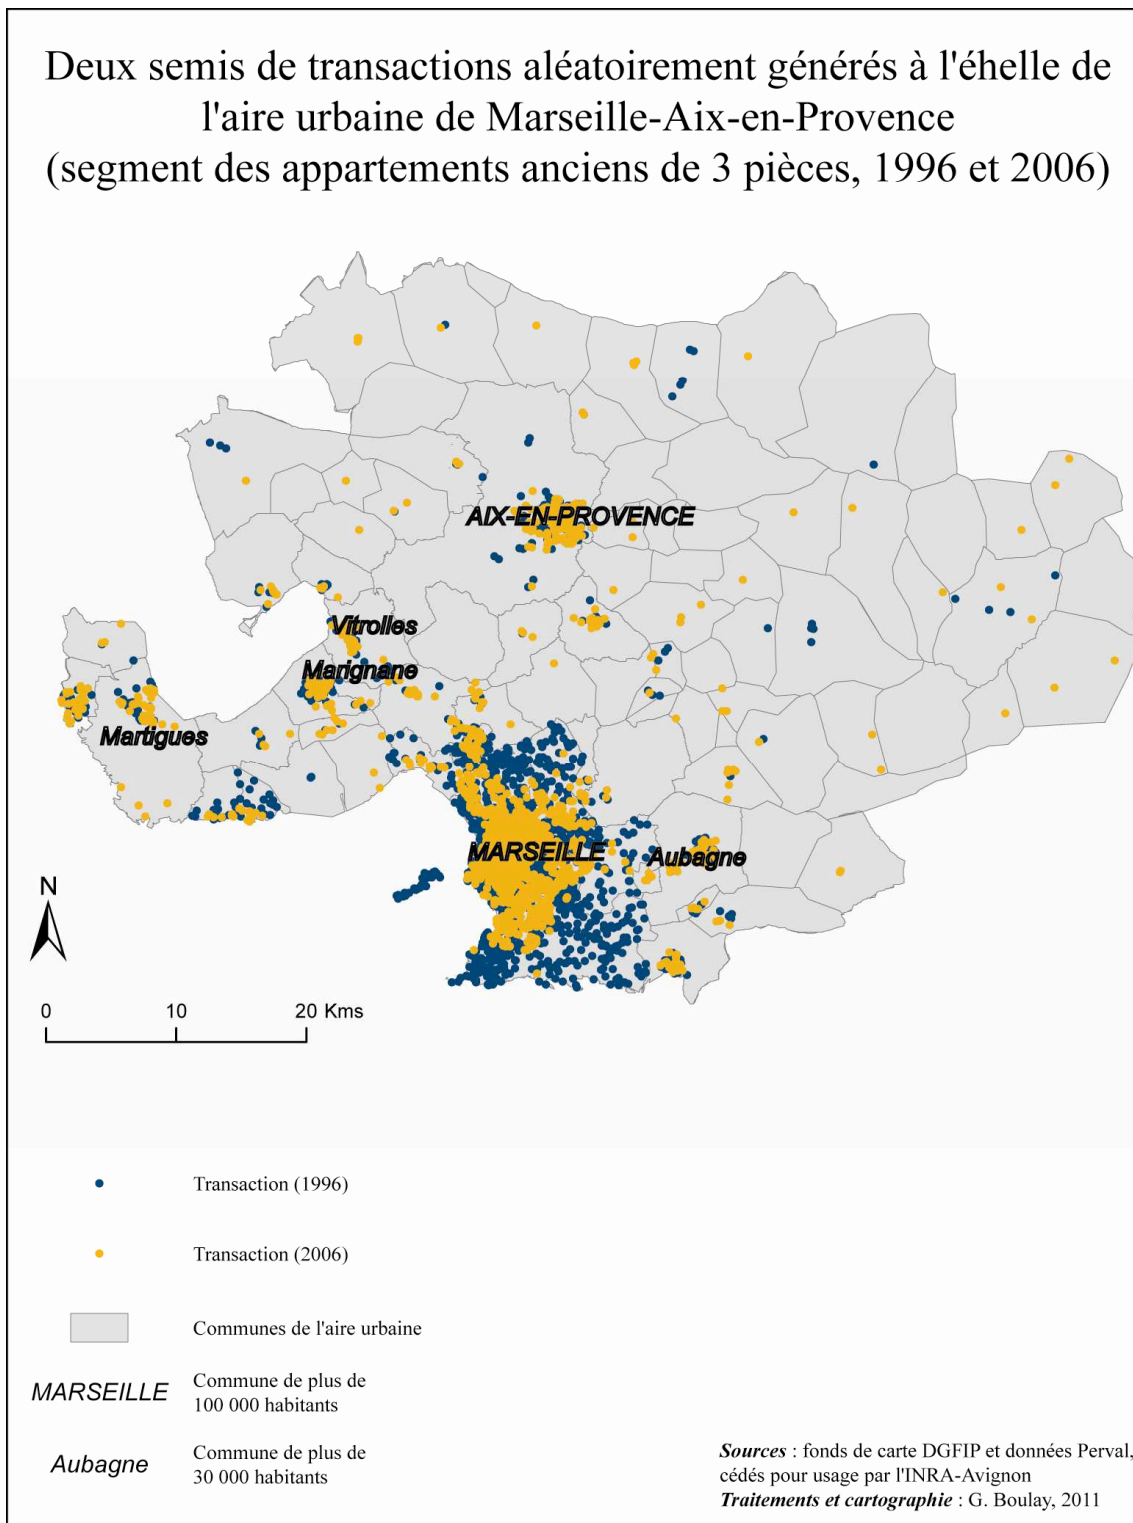 Deux semis de transactions aléatoirement générés à l'éhelle de
l'aire urbaine de Marseille-Aix-en-Provence
(segment des appartements anciens de 3 pièces, 1996 et 2006)
AIX-EN-PROVENCE
Vitrolles
Marignane
Martigues
MARSEILLE
Aubagne
N
0 10 20 Kms
Transaction (1996)
Transaction (2006)
Communes de l'aire urbaine
MARSEILLE
Commune de plus de
100 000 habitants
Aubagne
Commune de plus de
30 000 habitants
Sources : fonds de carte DGFIP et données Perval,
cédés pour usage par l'INRA-Avignon
Traitements et cartographie : G. Boulay, 2011